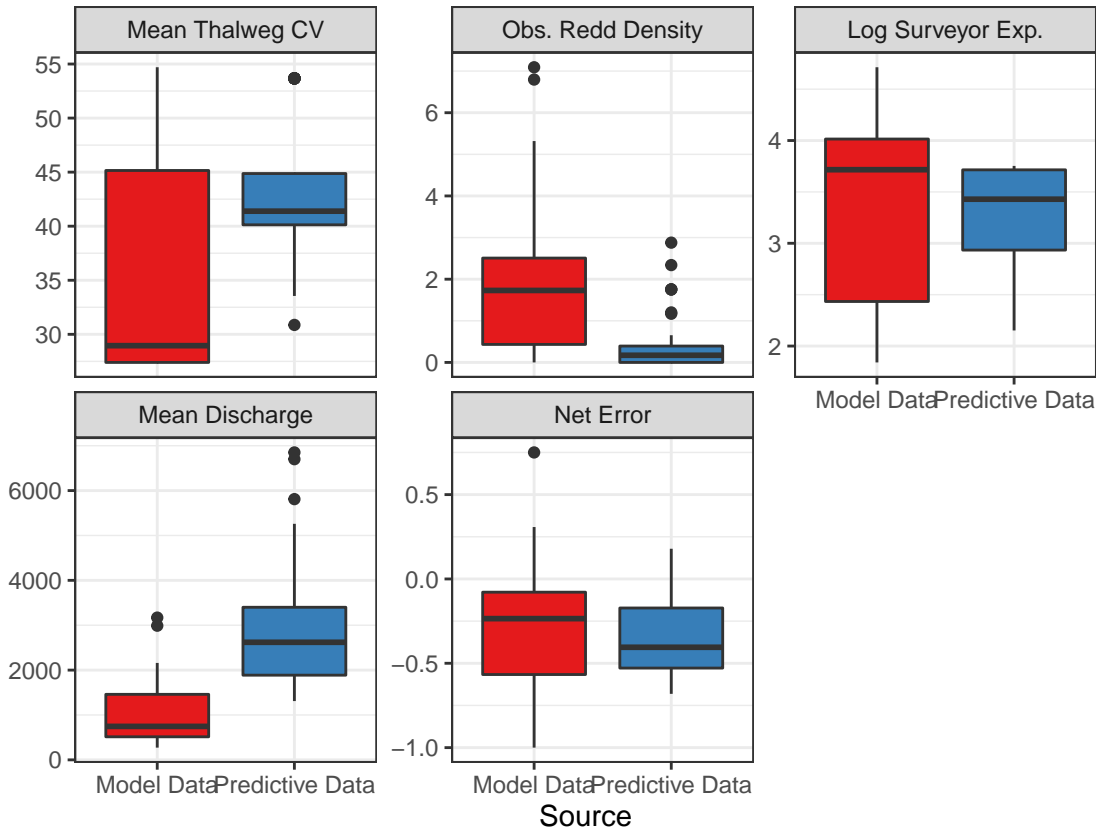 Mean Thalweg CV
Obs. Redd Density
Log Surveyor Exp.
55
50
45
40
35
30
6
4
2
0
4
3
2
Model Data
Predictive Data
Mean Discharge
Net Error
6000
4000
2000
0
0.5
0.0
−0.5
−1.0
Model Data
Predictive Data
Model Data
Predictive Data
Source